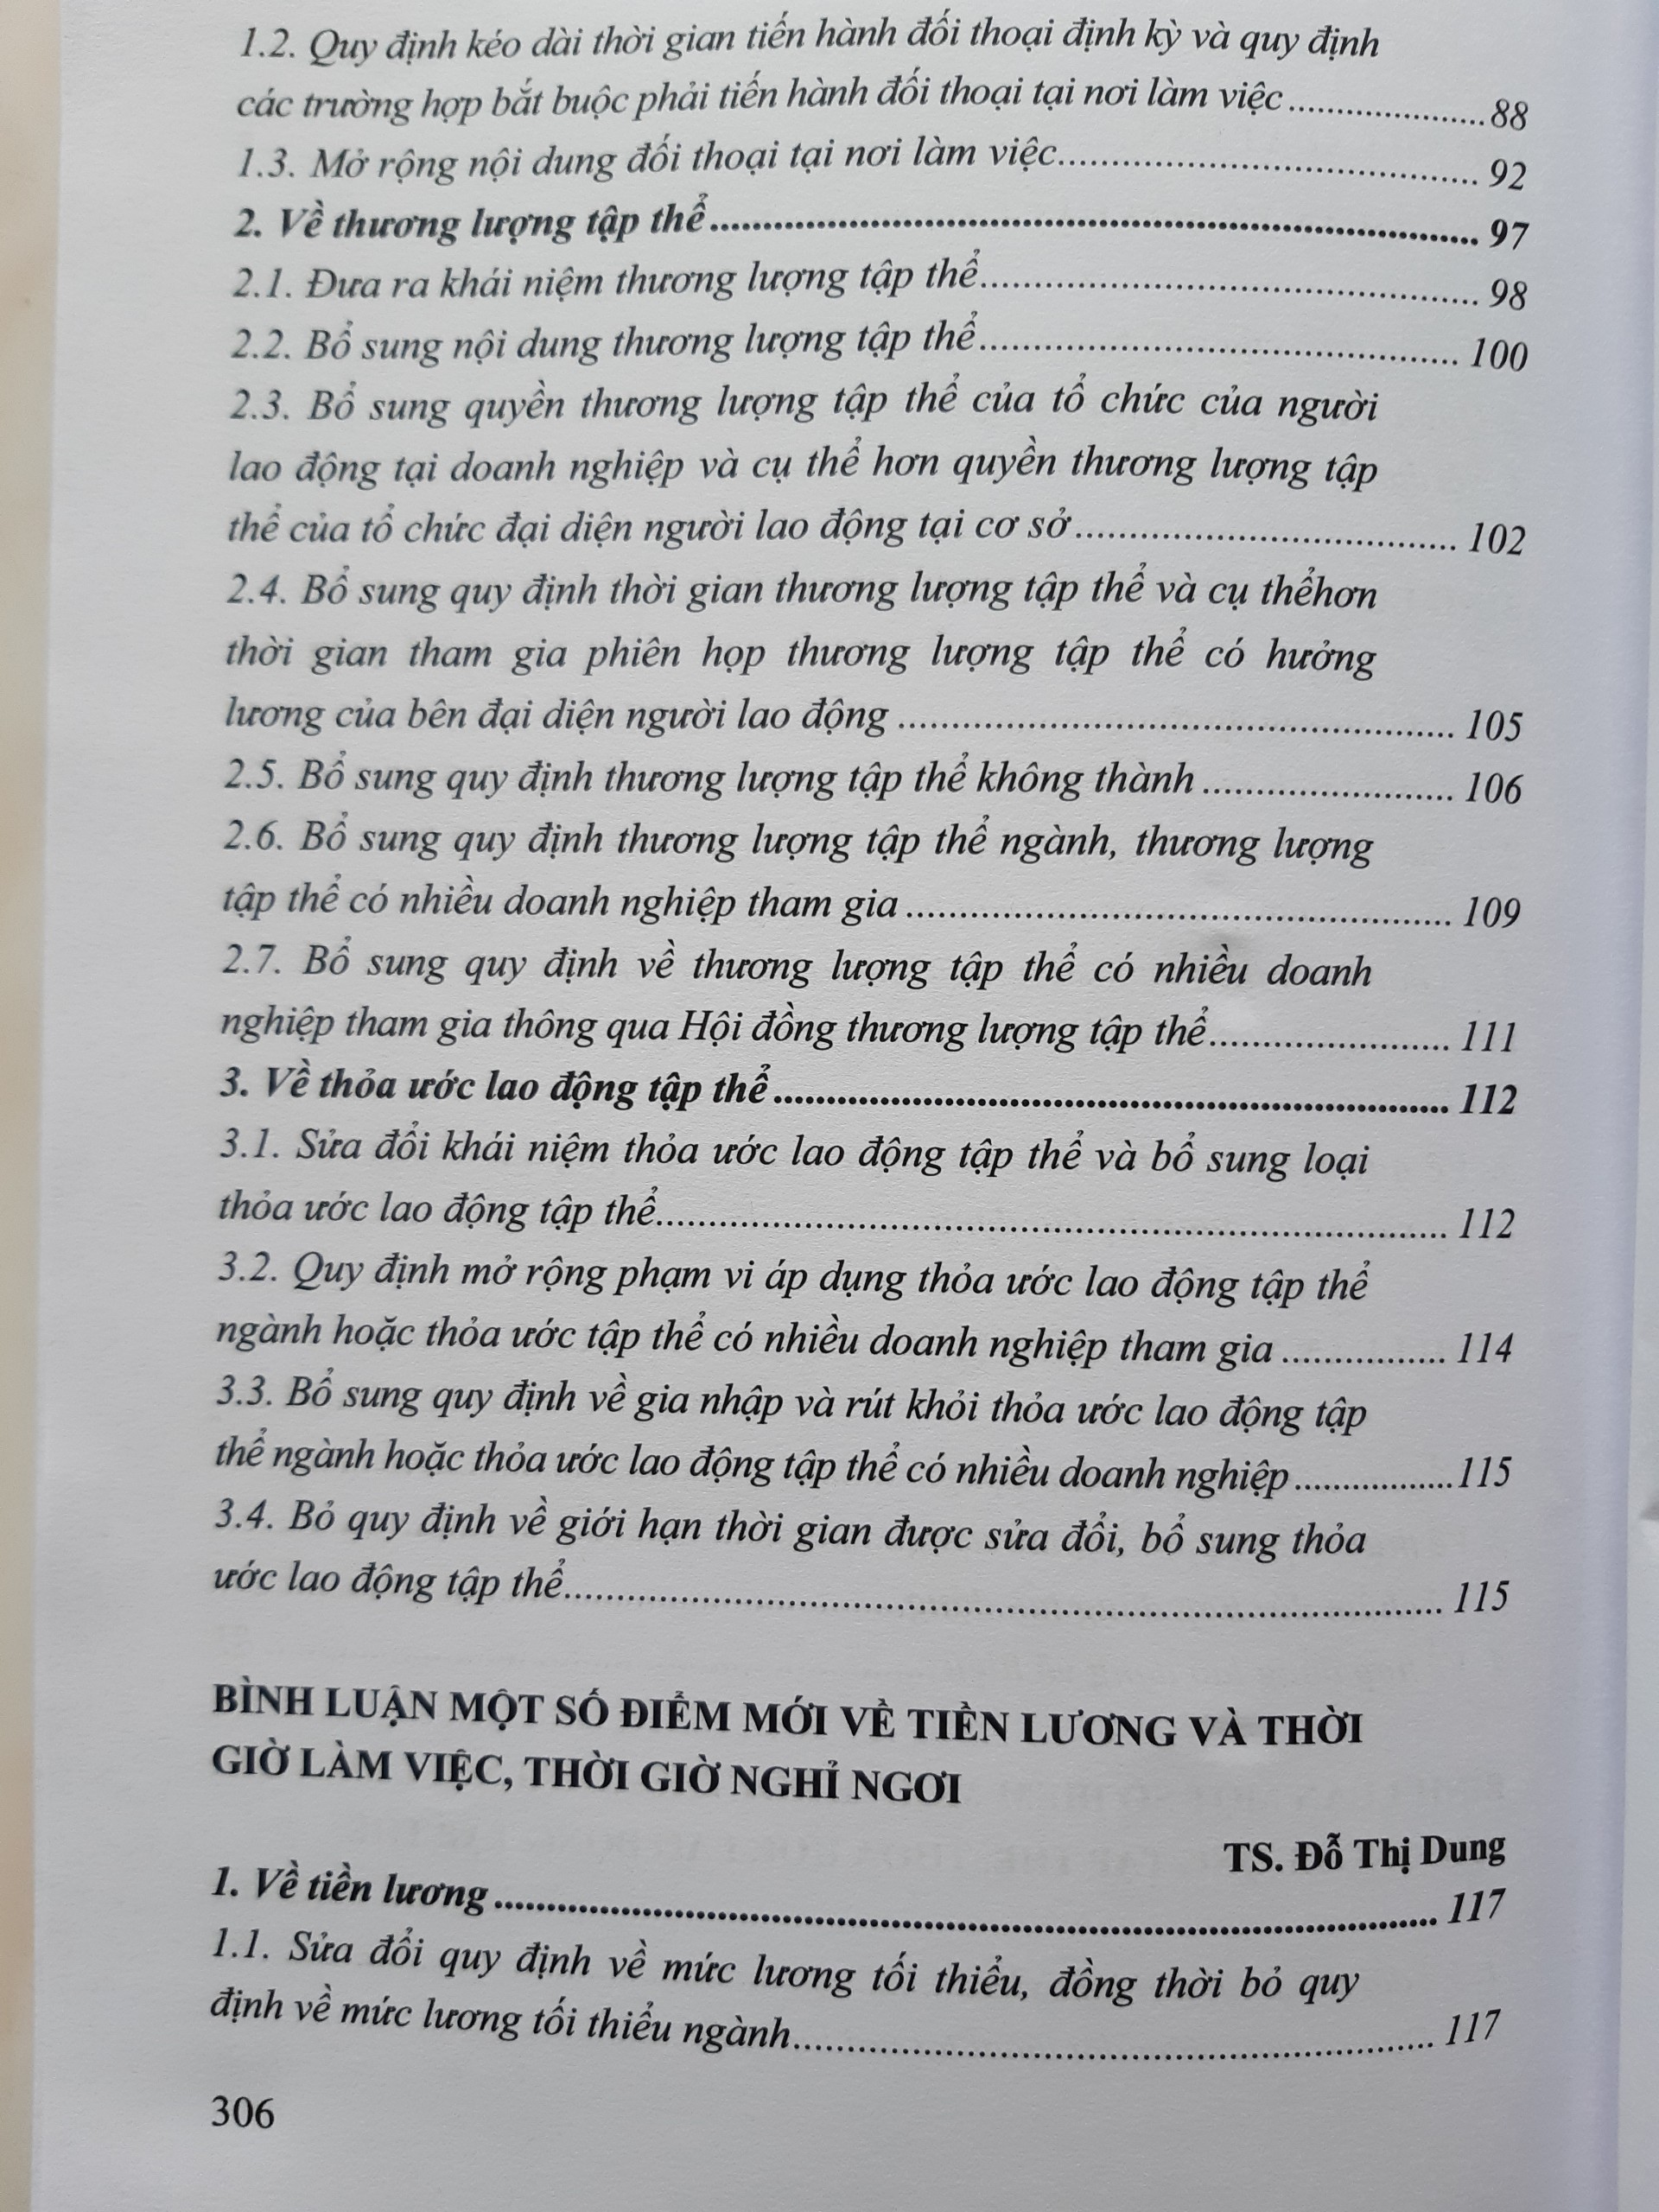 1.2. Quy định kéo dài thời gian tiến hành đối thoại định kỳ và quy định
các trường hợp bắt buộc phải tiến hành đối thoại tại nơi làm việc....................88
1.3. Mở rộng nội dung đối thoại tại nơi làm việc........................................ 92
2. Về thương lượng tập thể........................................................................ 97
2.1. Đưa ra khái niệm thương lượng tập thể................................................ 98
2.2. Bổ sung nội dung thương lượng tập thể.............................................. 100
2.3. Bổ sung quyền thương lượng tập thể của tổ chức của người
lao động tại doanh nghiệp và cụ thể hơn quyền thương lượng tập
thể của tổ chức đại diện người lao động tại cơ sở..................................... 102
2.4. Bổ sung quy định thời gian thương lượng tập thể và cụ thểhơn
thời gian tham gia phiên họp thương lượng tập thể có hưởng
lương của bên đại diện người lao động ..................................................... 105
2.5. Bổ sung quy định thương lượng tập thể không thành ........................ 106
2.6. Bổ sung quy định thương lượng tập thể ngành, thương lượng
tập thể có nhiều doanh nghiệp tham gia .................................................... 109
2.7. Bổ sung quy định về thương lượng tập thể có nhiều doanh
nghiệp tham gia thông qua Hội đồng thương lượng tập thể....................... 111
3. Về thỏa ước lao động tập thể ................................................................ 112
3.1. Sửa đổi khái niệm thỏa ước lao động tập thể và bổ sung loại
thỏa ước lao động tập thể........................................................................... 112
3.2. Quy định mở rộng phạm vi áp dụng thỏa ước lao động tập thể
ngành hoặc thỏa ước tập thể có nhiều doanh nghiệp tham gia ................ 114
3.3. Bổ sung quy định về gia nhập và rút khỏi thỏa ước lao động tập
thể ngành hoặc thỏa ước lao động tập thể có nhiều doanh nghiệp.................115
3.4. Bỏ quy định về giới hạn thời gian được sửa đổi, bổ sung thỏa
ước lao động tập thể................................................................................... 115
BÌNH LUẬN MỘT SỐ ĐIỂM MỚI VỀ TIỀN LƯƠNG VÀ THỜI
GIỜ LÀM VIỆC, THỜI GIỜ NGHỈ NGƠI
TS. Đỗ Thị Dung
1. Về tiền lương ......................................................................................... 117
1.1. Sửa đổi quy định về mức lương tối thiểu, đồng thời bỏ quy
định về mức lương tối thiểu ngành............................................................. 117
306